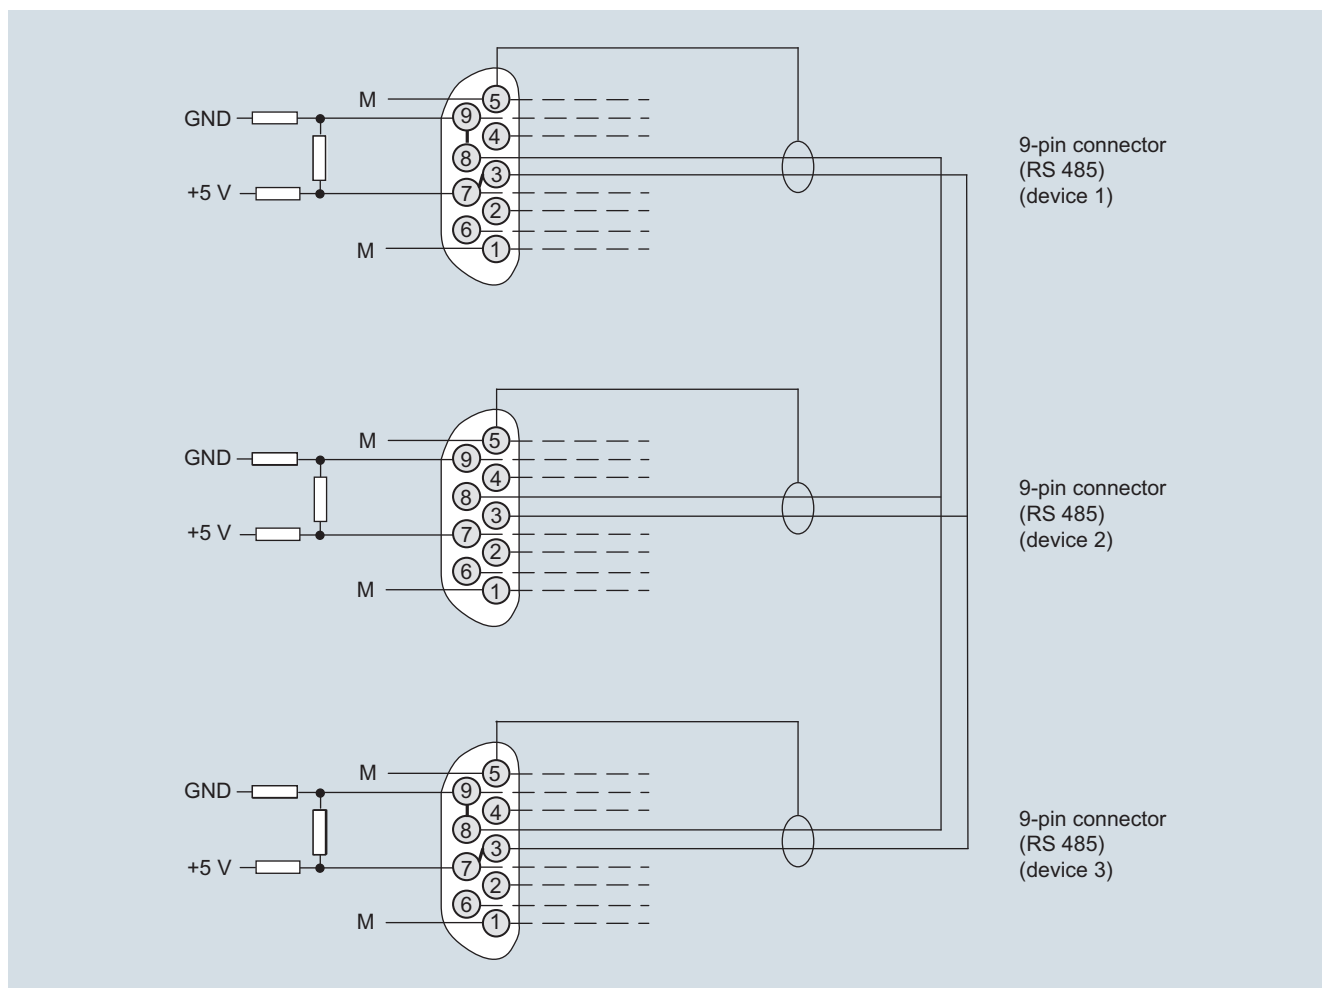 M
5
9
GND
4
8
3
+5 V
7
2
6
M
1
9-pin connector
(RS 485)
(device 1)
M
5
GND
9
4
8
3
+5 V
7
2
6
M
1
9-pin connector
(RS 485)
(device 2)
M
5
GND
9
4
8
3
+5 V
7
2
6
M
1
9-pin connector
(RS 485)
(device 3)